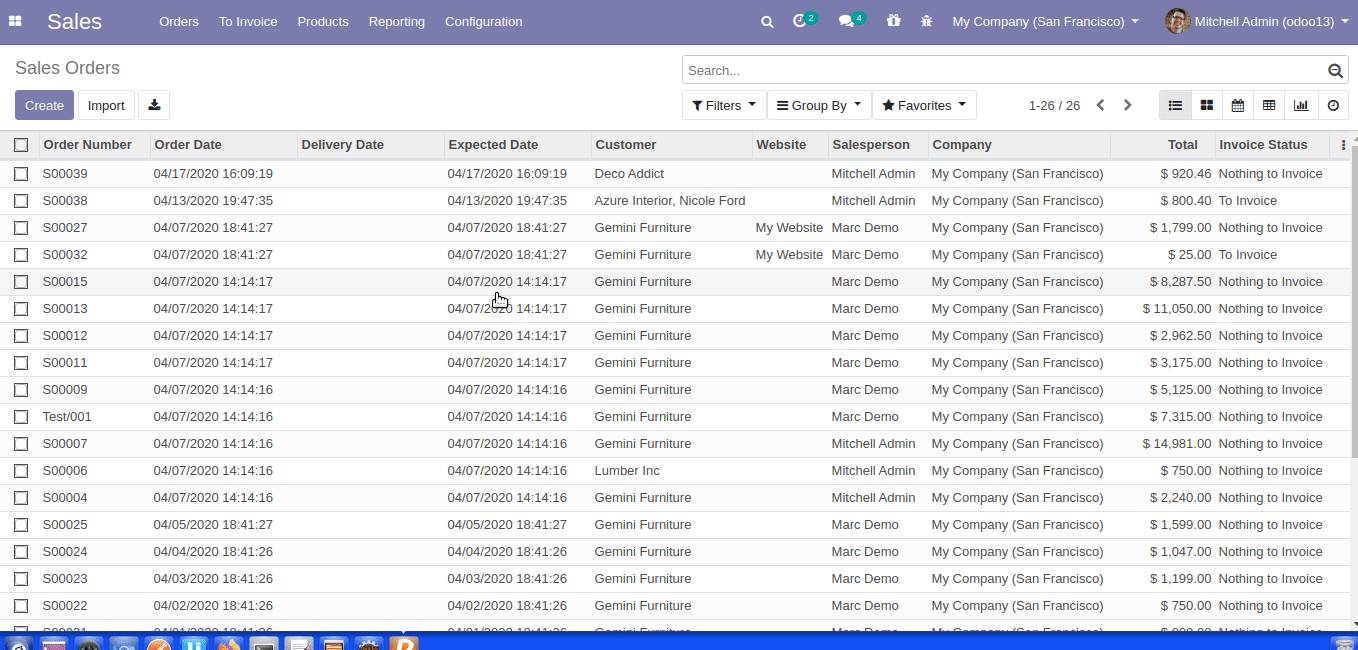 Sales Orders To Invoice Products Reporting Configuration 2 4 My Company (San Francisco) Mitchell Admin (odoo13)
Sales Orders
Search...
Create Import Filters Group By Favorites 1-26 / 26
Order Number Order Date Delivery Date Expected Date Customer Website Salesperson Company Total Invoice Status
S00039 04/17/2020 16:09:19 04/17/2020 16:09:19 Deco Addict Mitchell Admin My Company (San Francisco) $ 920.46 Nothing to Invoice
S00038 04/13/2020 19:47:35 04/13/2020 19:47:35 Azure Interior, Nicole Ford Mitchell Admin My Company (San Francisco) $ 800.40 To Invoice
S00027 04/07/2020 18:41:27 04/07/2020 18:41:27 Gemini Furniture My Website Marc Demo My Company (San Francisco) $ 1,799.00 Nothing to Invoice
S00032 04/07/2020 18:41:27 04/07/2020 18:41:27 Gemini Furniture My Website Marc Demo My Company (San Francisco) $ 25.00 To Invoice
S00015 04/07/2020 14:14:17 04/07/2020 14:14:17 Gemini Furniture Marc Demo My Company (San Francisco) $ 8,287.50 Nothing to Invoice
S00013 04/07/2020 14:14:17 04/07/2020 14:14:17 Gemini Furniture Marc Demo My Company (San Francisco) $ 11,050.00 Nothing to Invoice
S00012 04/07/2020 14:14:17 04/07/2020 14:14:17 Gemini Furniture Marc Demo My Company (San Francisco) $ 2,962.50 Nothing to Invoice
S00011 04/07/2020 14:14:17 04/07/2020 14:14:17 Gemini Furniture Marc Demo My Company (San Francisco) $ 3,175.00 Nothing to Invoice
S00009 04/07/2020 14:14:16 04/07/2020 14:14:16 Gemini Furniture Marc Demo My Company (San Francisco) $ 5,125.00 Nothing to Invoice
Test/001 04/07/2020 14:14:16 04/07/2020 14:14:16 Gemini Furniture Marc Demo My Company (San Francisco) $ 7,315.00 Nothing to Invoice
S00007 04/07/2020 14:14:16 04/07/2020 14:14:16 Gemini Furniture Mitchell Admin My Company (San Francisco) $ 14,981.00 Nothing to Invoice
S00006 04/07/2020 14:14:16 04/07/2020 14:14:16 Lumber Inc Mitchell Admin My Company (San Francisco) $ 750.00 Nothing to Invoice
S00004 04/07/2020 14:14:16 04/07/2020 14:14:16 Gemini Furniture Mitchell Admin My Company (San Francisco) $ 2,240.00 Nothing to Invoice
S00025 04/05/2020 18:41:27 04/05/2020 18:41:27 Gemini Furniture Marc Demo My Company (San Francisco) $ 1,599.00 Nothing to Invoice
S00024 04/04/2020 18:41:26 04/04/2020 18:41:26 Gemini Furniture Marc Demo My Company (San Francisco) $ 1,047.00 Nothing to Invoice
S00023 04/03/2020 18:41:26 04/03/2020 18:41:26 Gemini Furniture Marc Demo My Company (San Francisco) $ 1,199.00 Nothing to Invoice
S00022 04/02/2020 18:41:26 04/02/2020 18:41:26 Gemini Furniture Marc Demo My Company (San Francisco) $ 750.00 Nothing to Invoice